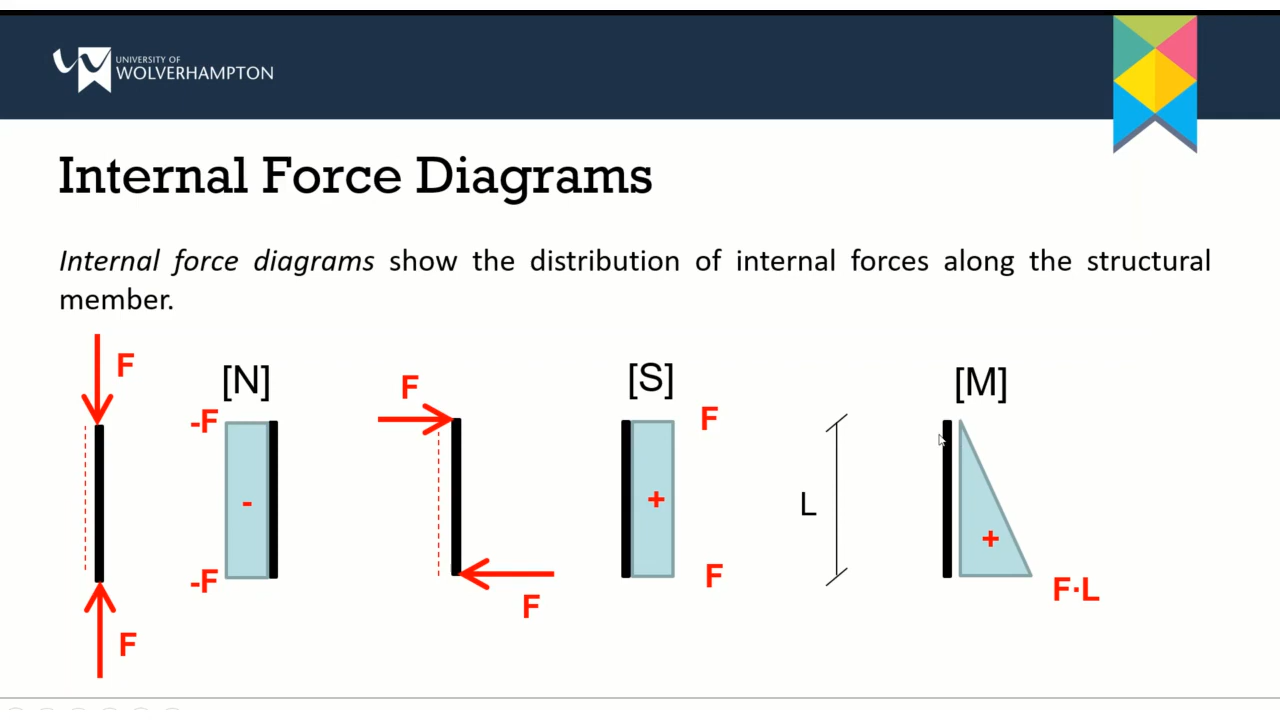 UNIVERSITY OF
WOLVERHAMPTON
Internal Force Diagrams
Internal force diagrams show the distribution of internal forces along the structural
member.
F
[N]
-F
-
-F
F
F
F
[S]
F
+
F
L
[M]
+
F·L